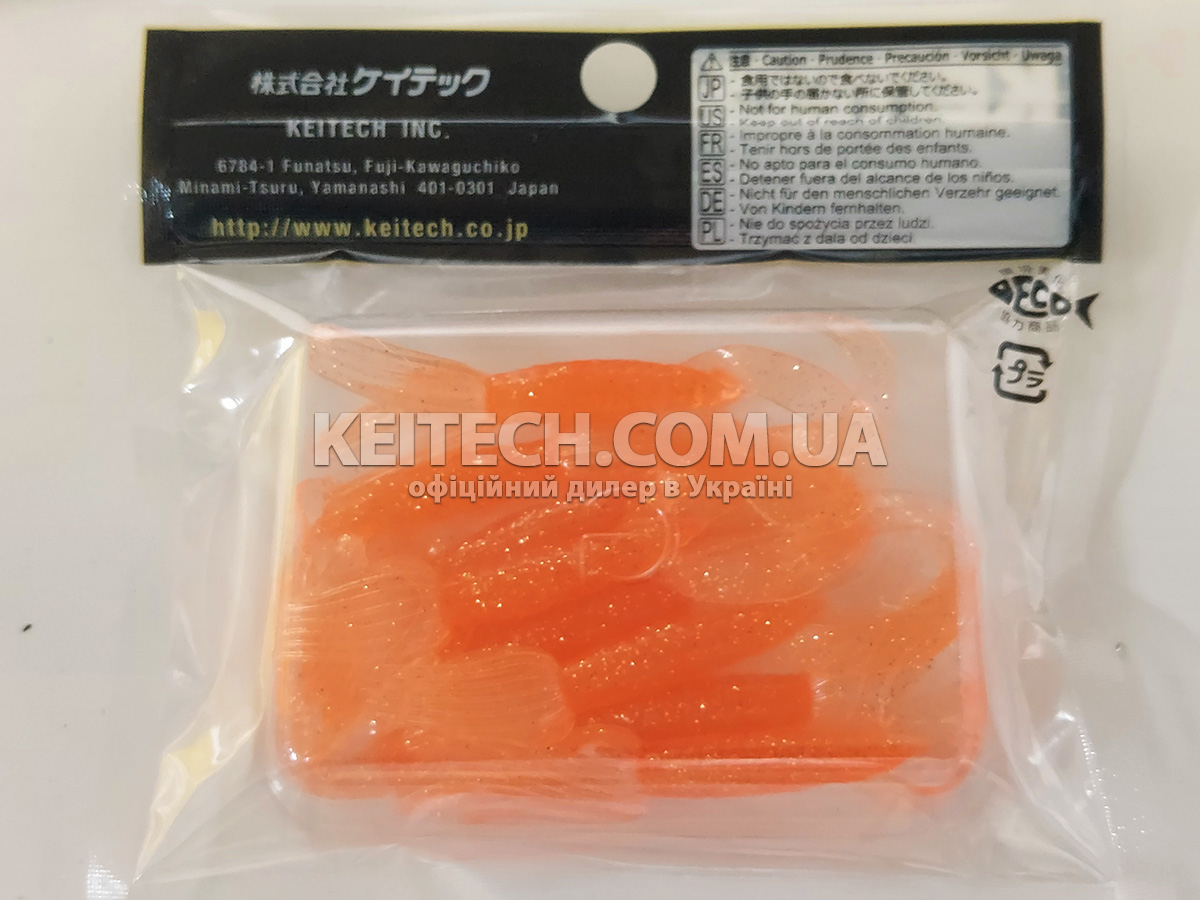 株式会社ケイテック
KEITECH INC.
6784-1 Funatsu, Fuji-Kawaguchiko
Minami-Tsuru, Yamanashi 401-0301 Japan
http://www.keitech.co.jp
注意 · Caution · Prudence · Precaución · Vorsicht · Uwaga
JP - 食用ではないので食べないでください。
- 子供の手の届かない所に保管してください。
US - Not for human consumption.
- Keep out of reach of children.
FR - Impropre à la consommation humaine.
- Tenir hors de portée des enfants.
ES - No apto para el consumo humano.
- Detener fuera del alcance de los niños.
DE - Nicht für den menschlichen Verzehr geeignet.
- Von Kindern fernhalten.
PL - Nie do spożycia przez ludzi.
- Trzymać z dala od dzieci
ECO
協力商品
プラ
KEITECH.COM.UA
офіційний дилер в Україні